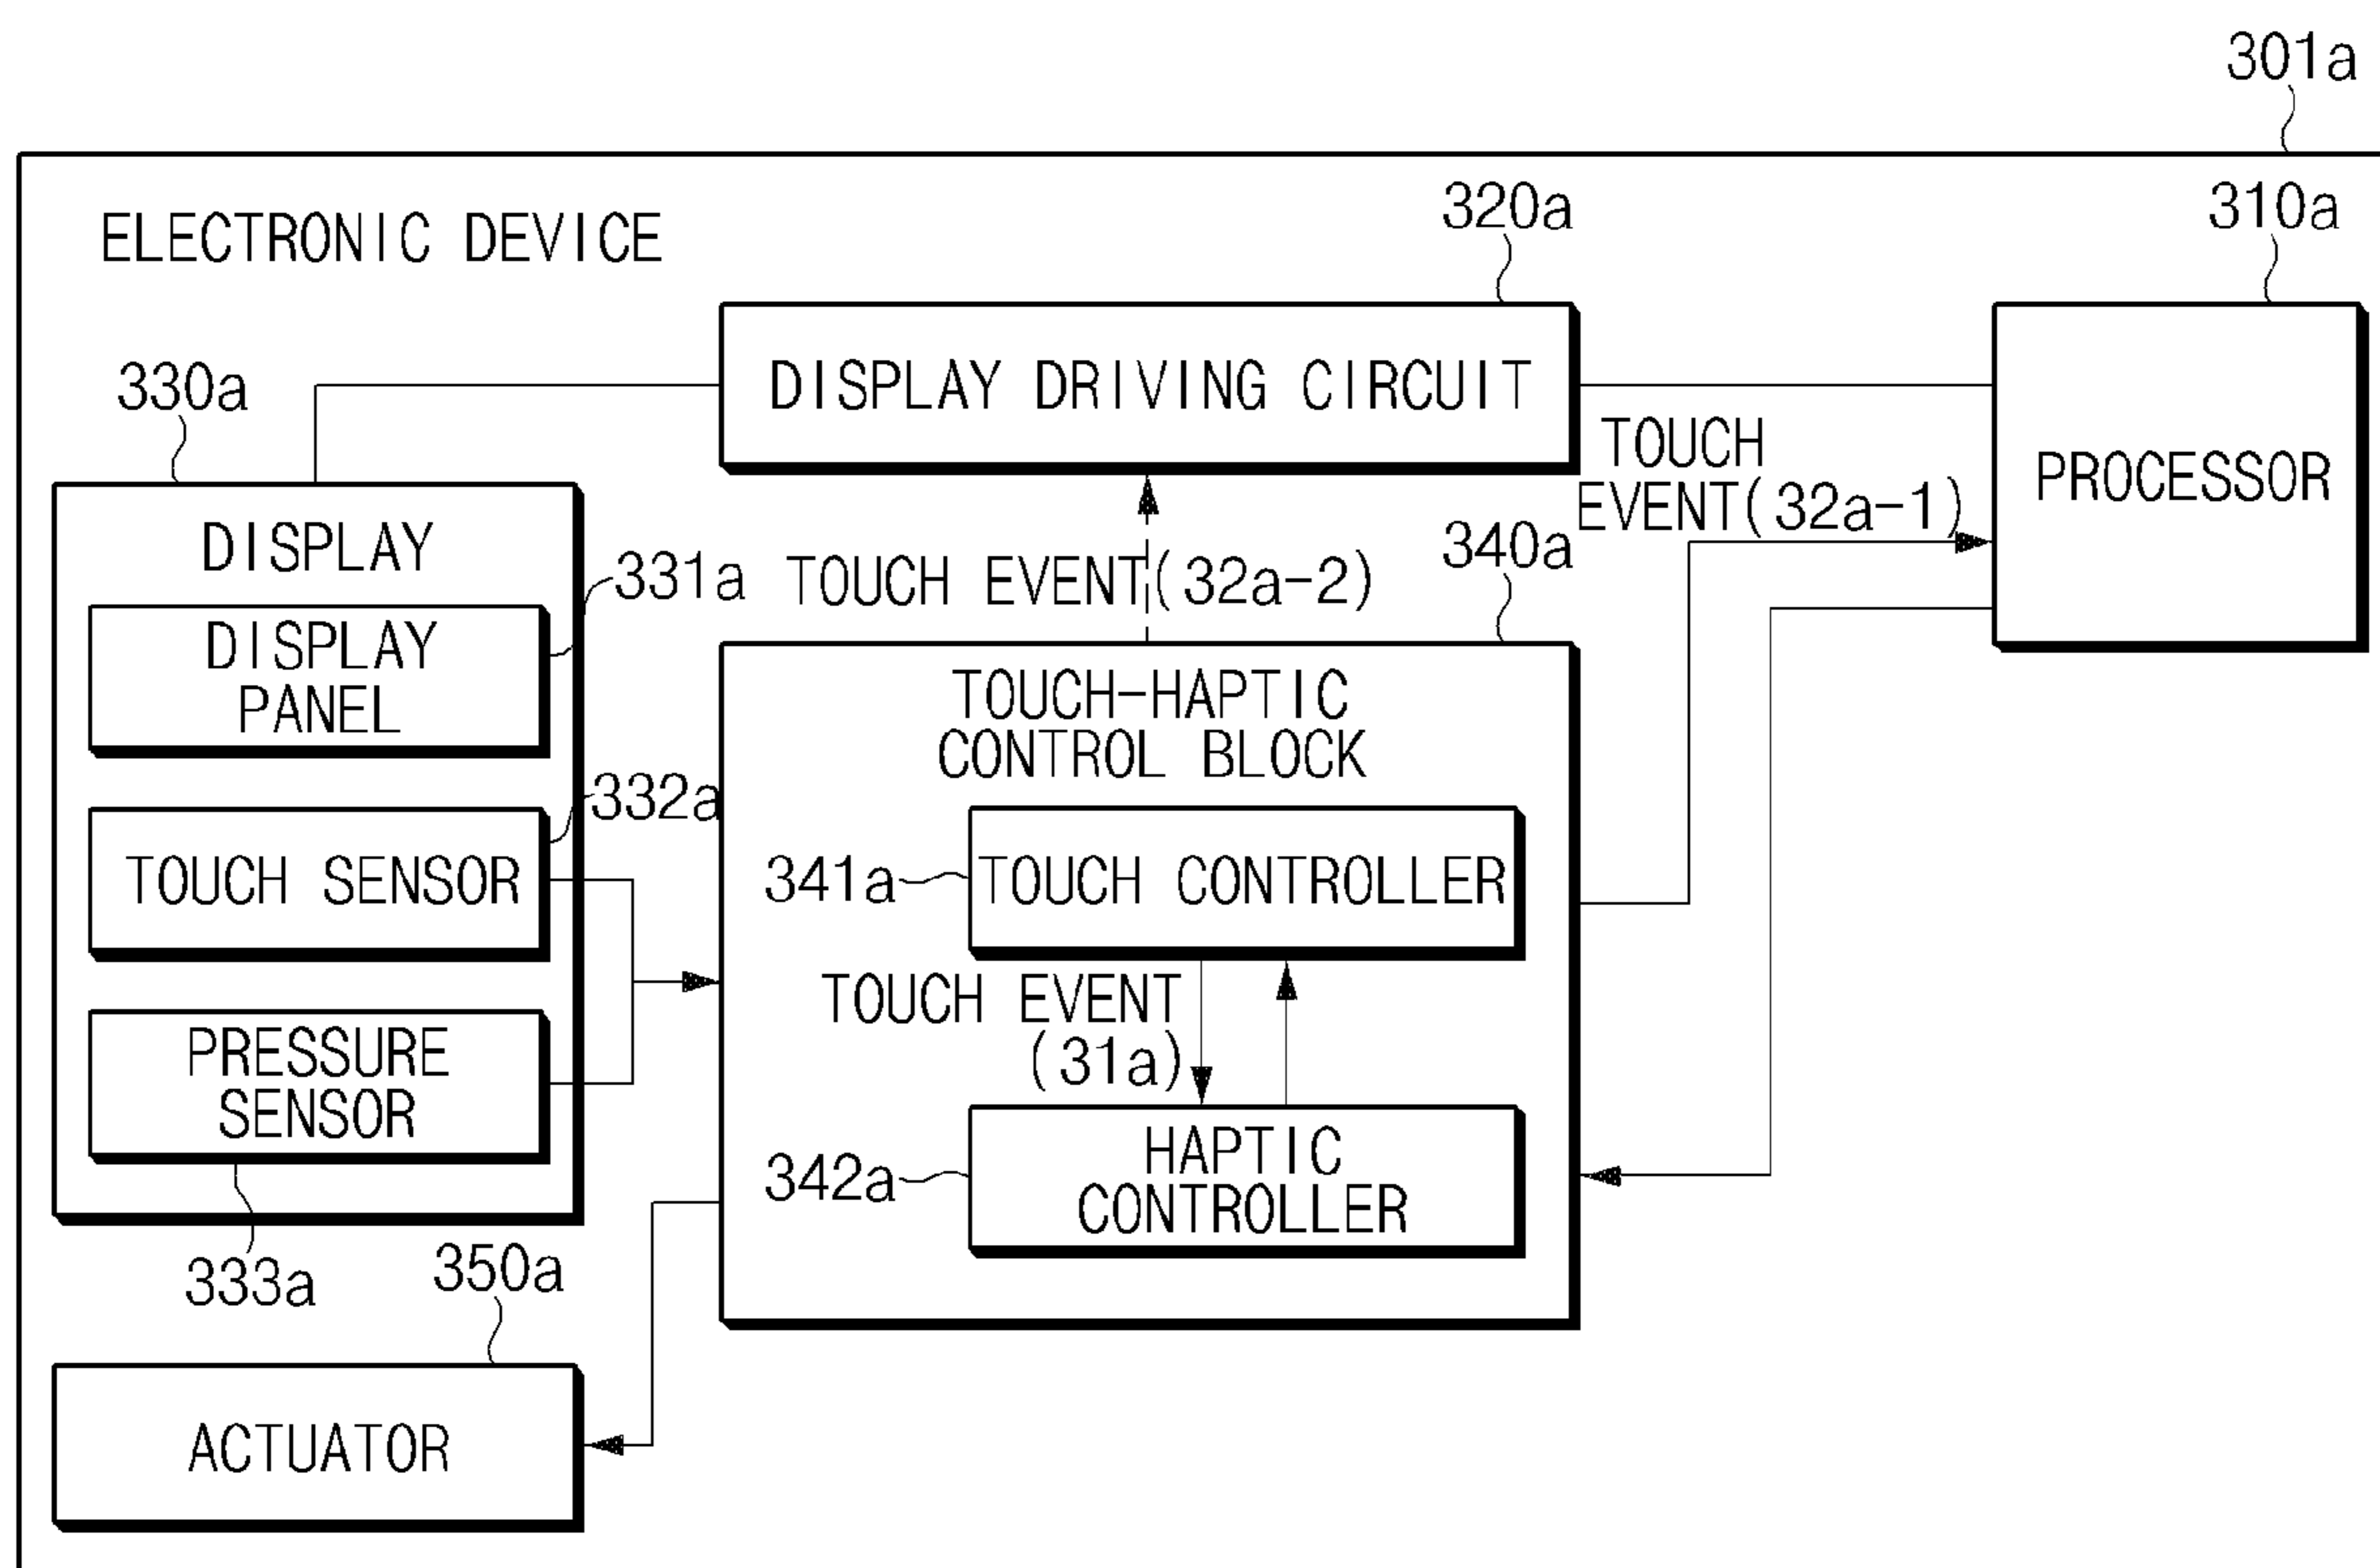 301a
ELECTRONIC DEVICE
320a
310a
DISPLAY DRIVING CIRCUIT
330a
TOUCH
EVENT(32a-1)
PROCESSOR
DISPLAY
331a
TOUCH EVENT(32a-2)
340a
DISPLAY
PANEL
TOUCH-HAPTIC
CONTROL BLOCK
332a
TOUCH SENSOR
341a
TOUCH CONTROLLER
TOUCH EVENT
(31a)
PRESSURE
SENSOR
342a
HAPTIC
CONTROLLER
333a
350a
ACTUATOR